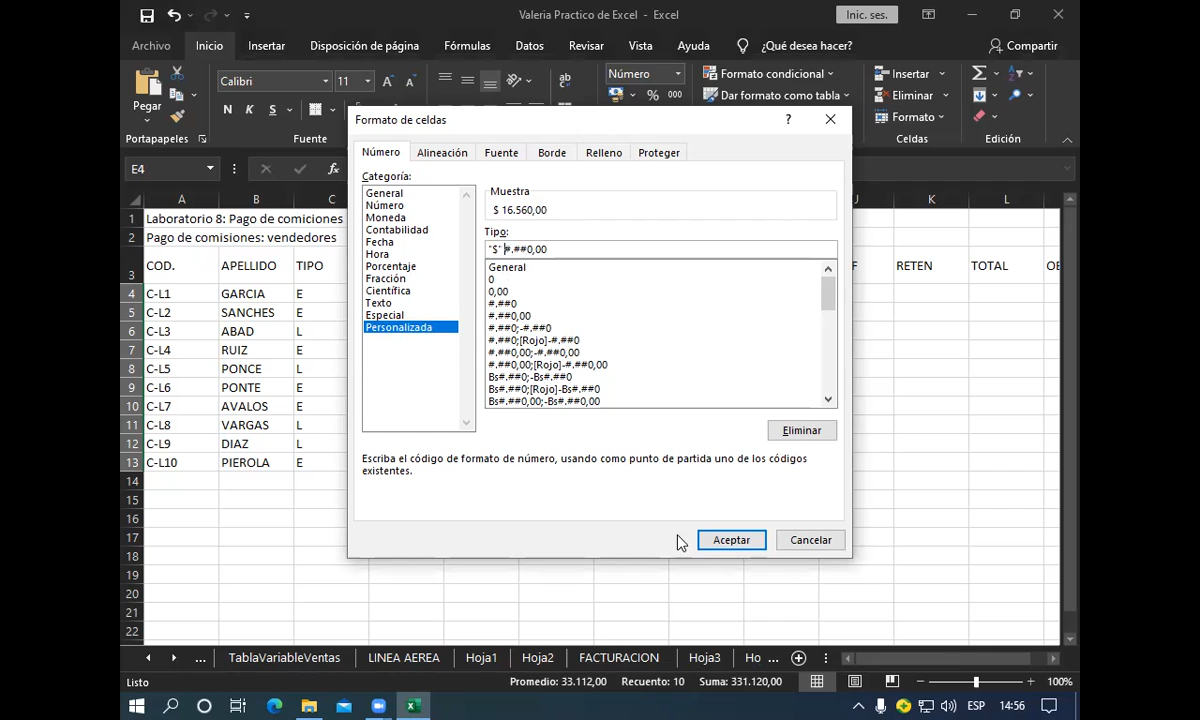 Valeria Practico de Excel - Excel
Inic. ses.
Archivo Inicio Insertar Disposición de página Fórmulas Datos Revisar Vista Ayuda ¿Qué desea hacer? Compartir
Pegar
Calibri 11
N K S
ab
Número
% 000
Formato condicional
Dar formato como tabla
Insertar
Eliminar
Formato
Portapapeles Fuente Celdas Edición
E4 fx
Formato de celdas ?
Número Alineación Fuente Borde Relleno Proteger
Categoría:
General
Número
Moneda
Contabilidad
Fecha
Hora
Porcentaje
Fracción
Científica
Texto
Especial
Personalizada
Muestra
$ 16.560,00
Tipo:
"$" #.##0,00
General
0
0,00
#.##0
#.##0,00
#.##0;-#.##0
#.##0;[Rojo]-#.##0
#.##0,00;-#.##0,00
#.##0,00;[Rojo]-#.##0,00
Bs#.##0;-Bs#.##0
Bs#.##0;[Rojo]-Bs#.##0
Bs#.##0,00;-Bs#.##0,00
Eliminar
Escriba el código de formato de número, usando como punto de partida uno de los códigos
existentes.
Aceptar Cancelar
A B C K L
1 Laboratorio 8: Pago de comiciones
2 Pago de comisiones: vendedores
3 COD. APELLIDO TIPO F RETEN TOTAL OB
4 C-L1 GARCIA E
5 C-L2 SANCHES E
6 C-L3 ABAD L
7 C-L4 RUIZ E
8 C-L5 PONCE L
9 C-L6 PONTE E
10 C-L7 AVALOS E
11 C-L8 VARGAS L
12 C-L9 DIAZ L
13 C-L10 PIEROLA E
14
15
16
17
18
19
20
21
22
... TablaVariableVentas LINEA AEREA Hoja1 Hoja2 FACTURACION Hoja3 Ho ...
Listo Promedio: 33.112,00 Recuento: 10 Suma: 331.120,00 100%
ESP 14:56